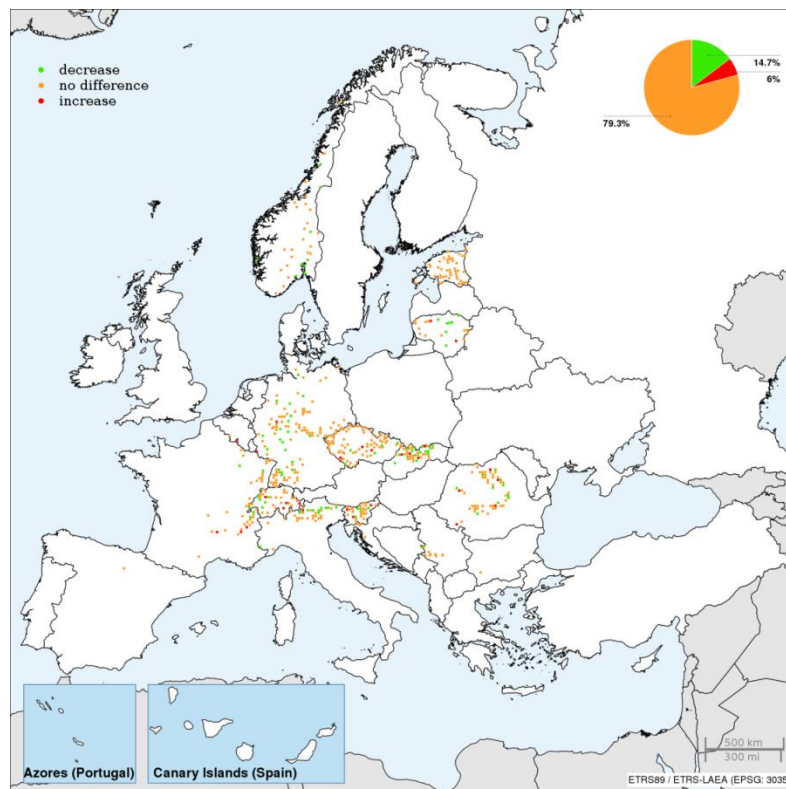 decrease
no difference
increase
14.7%
6%
79.3%
Azores (Portugal)
Canary Islands (Spain)
500 km
300 mi
ETRS89 / ETRS-LAEA (EPSG: 3035